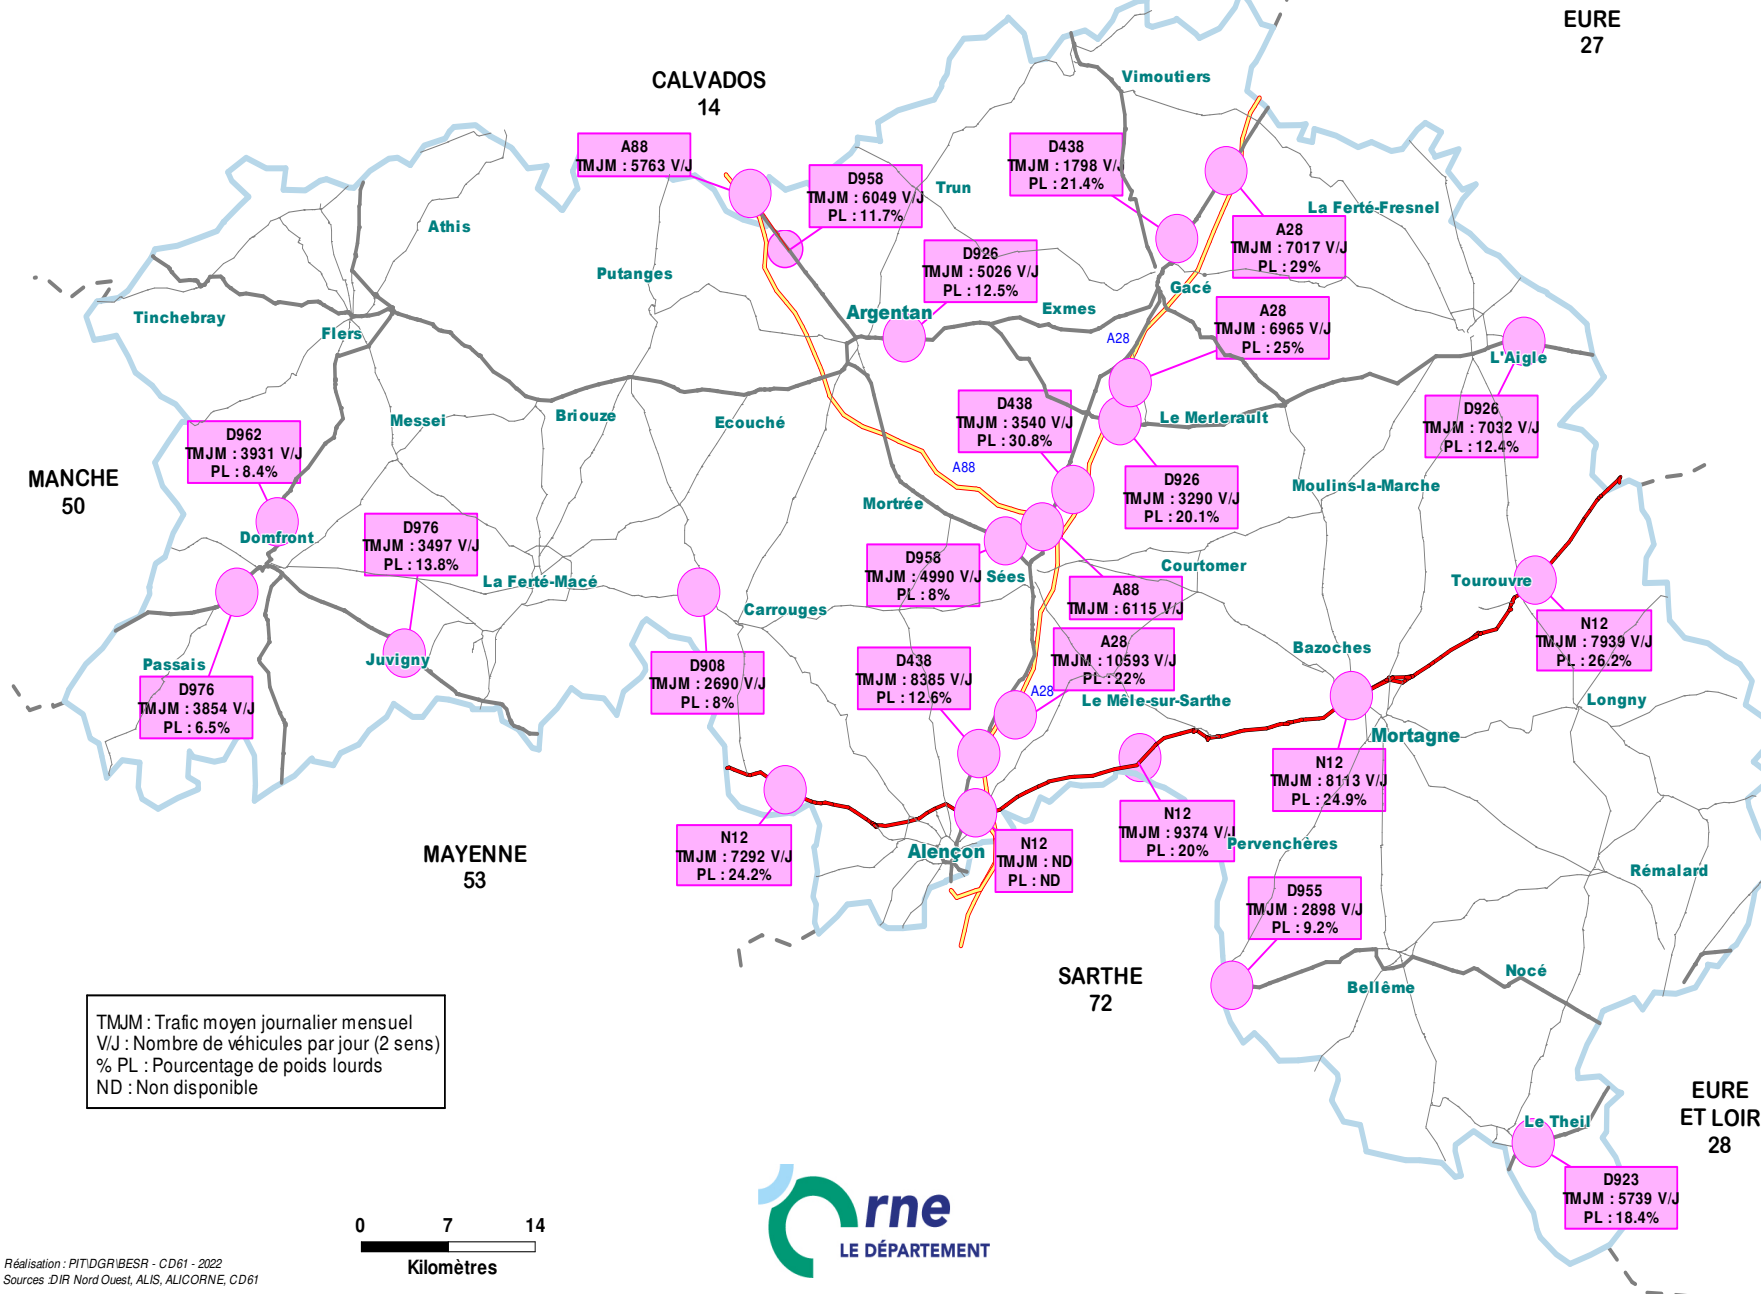 EURE
27
CALVADOS
14
Vimoutiers
A88
TMJM : 5763 V/J
D958
TMJM : 6049 V/J
PL : 11.7%
Trun
D438
TMJM : 1798 V/J
PL : 21.4%
La Ferté-Fresnel
A28
TMJM : 7017 V/J
PL : 29%
Athis
Putanges
D926
TMJM : 5026 V/J
PL : 12.5%
Gacé
Tinchebray
Flers
Argentan
Exmes
A28
A28
TMJM : 6965 V/J
PL : 25%
L'Aigle
Messei
Briouze
Ecouché
D438
TMJM : 3540 V/J
PL : 30.8%
Le Merlerault
D926
TMJM : 7032 V/J
PL : 12.4%
D962
TMJM : 3931 V/J
PL : 8.4%
MANCHE
50
A88
Mortrée
D926
TMJM : 3290 V/J
PL : 20.1%
Moulins-la-Marche
Domfront
D976
TMJM : 3497 V/J
PL : 13.8%
La Ferté-Macé
D958
TMJM : 4990 V/J
PL : 8%
Sées
A88
TMJM : 6115 V/J
Courtomer
Tourouvre
Carrouges
N12
TMJM : 7939 V/J
PL : 26.2%
Passais
Juvigny
D976
TMJM : 3854 V/J
PL : 6.5%
D908
TMJM : 2690 V/J
PL : 8%
D438
TMJM : 8385 V/J
PL : 12.6%
A28
TMJM : 10593 V/J
PL : 22%
A28
Le Mêle-sur-Sarthe
Bazoches
Longny
Mortagne
N12
TMJM : 8113 V/J
PL : 24.9%
MAYENNE
53
N12
TMJM : 7292 V/J
PL : 24.2%
Alençon
N12
TMJM : ND
PL : ND
N12
TMJM : 9374 V/J
PL : 20%
Pervenchères
Rémalard
D955
TMJM : 2898 V/J
PL : 9.2%
SARTHE
72
Bellême
Nocé
TMJM : Trafic moyen journalier mensuel
V/J : Nombre de véhicules par jour (2 sens)
% PL : Pourcentage de poids lourds
ND : Non disponible
EURE
ET LOIR
28
Le Theil
D923
TMJM : 5739 V/J
PL : 18.4%
0 7 14
Kilomètres
Orne
LE DÉPARTEMENT
Réalisation : PIT\DGR\BESR - CD61 - 2022
Sources :DIR Nord Ouest, ALIS, ALICORNE, CD61